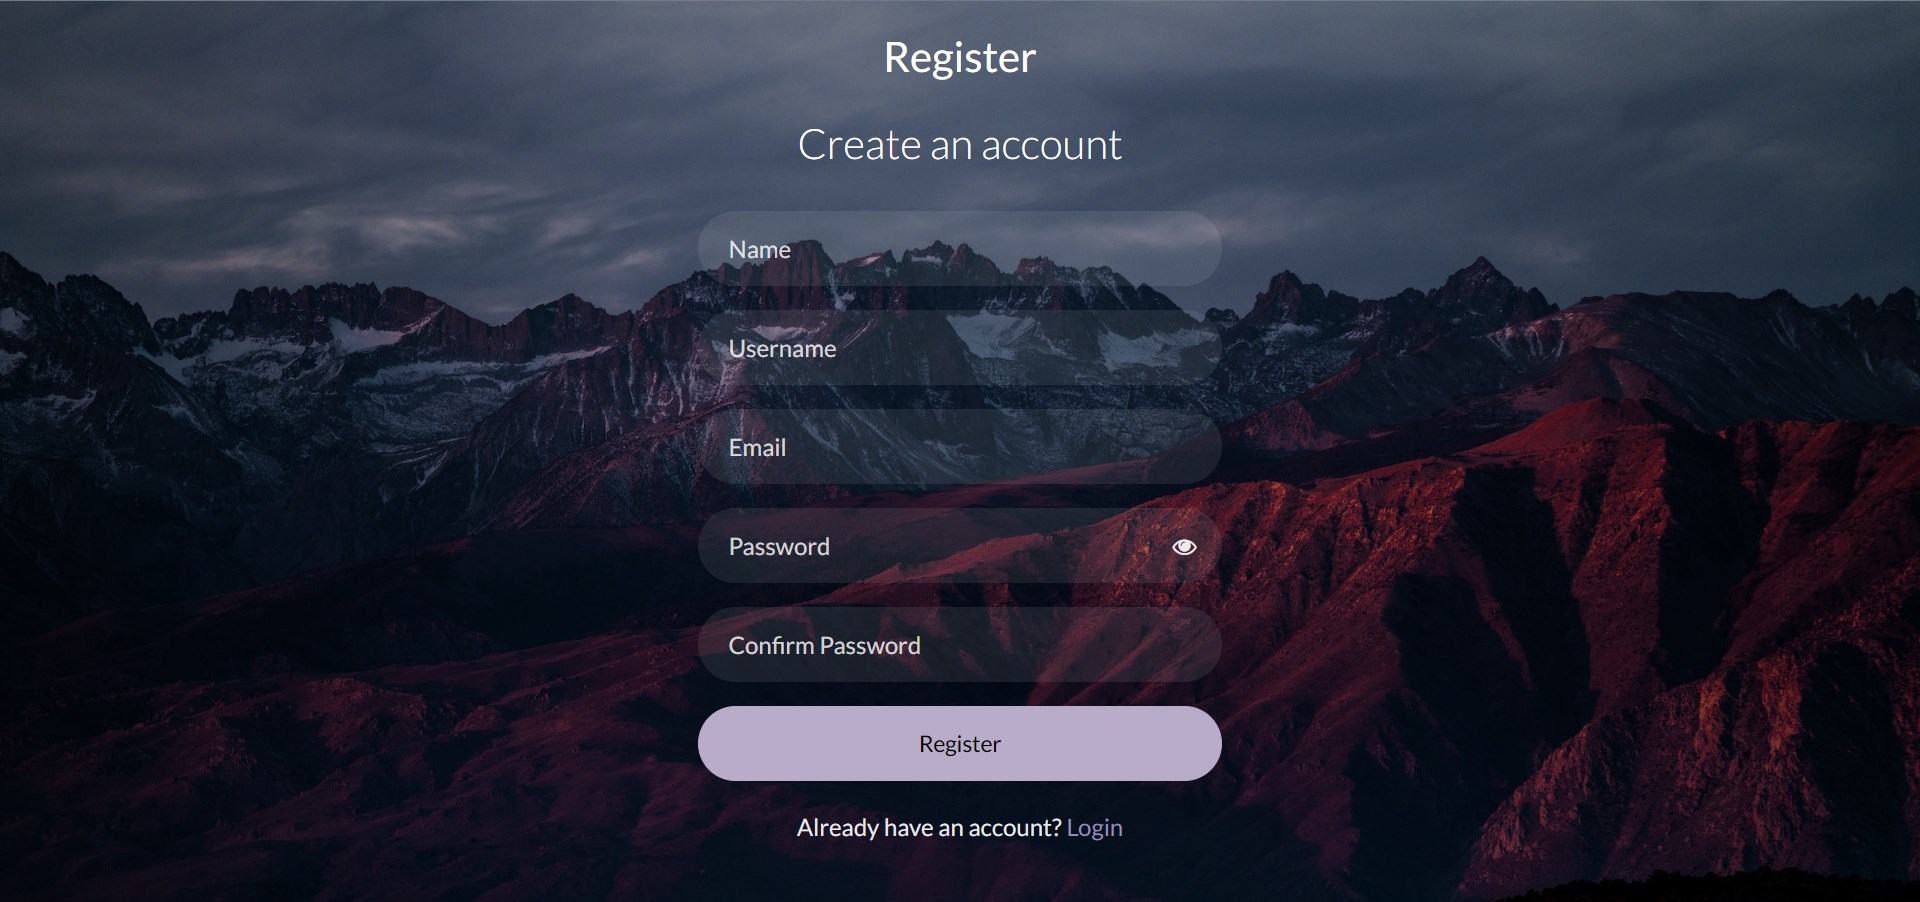 Register
Create an account
Name
Username
Email
Password
Confirm Password
Register
Already have an account? Login